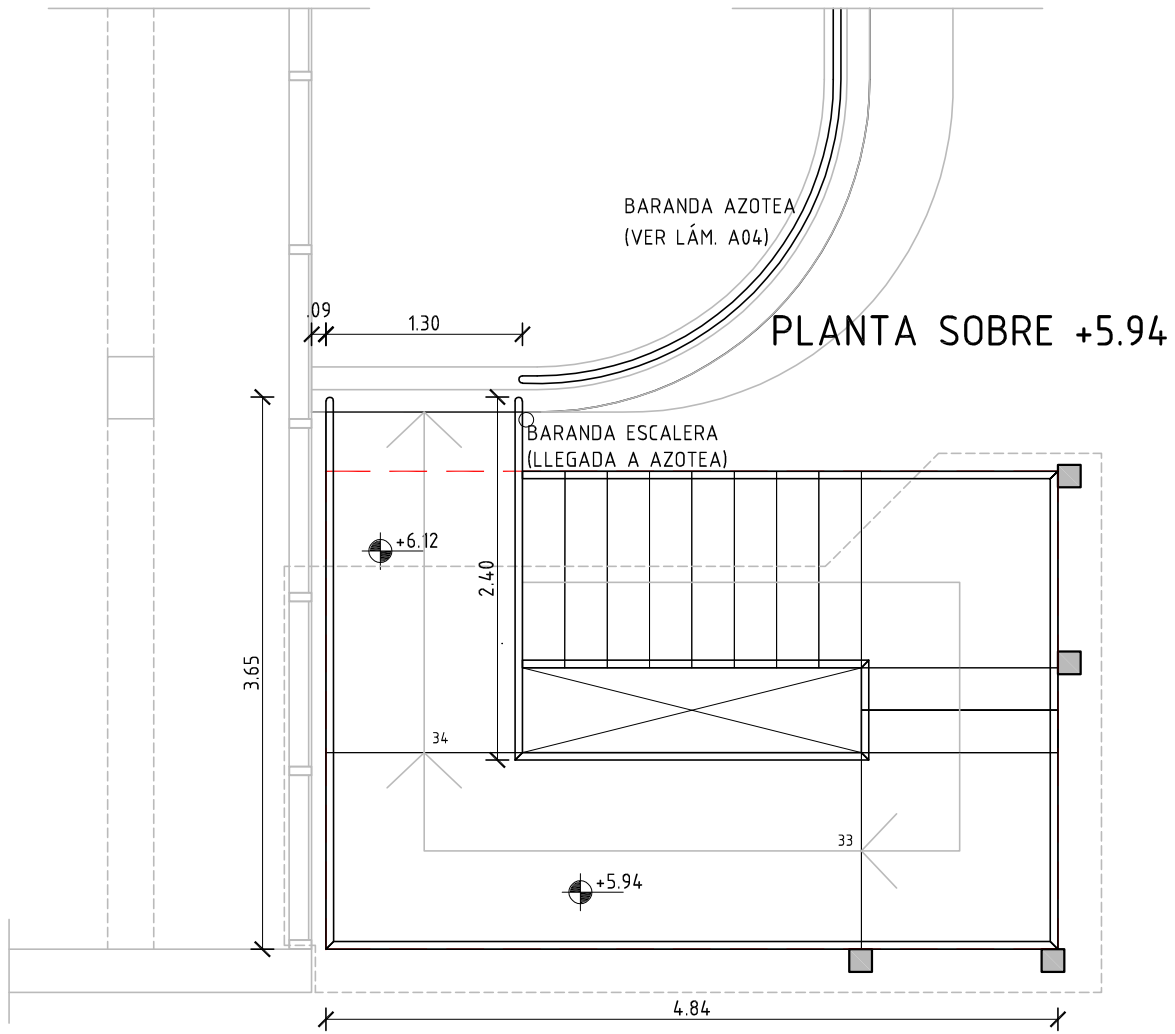 BARANDA AZOTEA
(VER LÁM. A04)
.09
1.30
PLANTA SOBRE +5.94
BARANDA ESCALERA
(LLEGADA A AZOTEA)
+6.12
2.40
3.65
34
33
+5.94
4.84